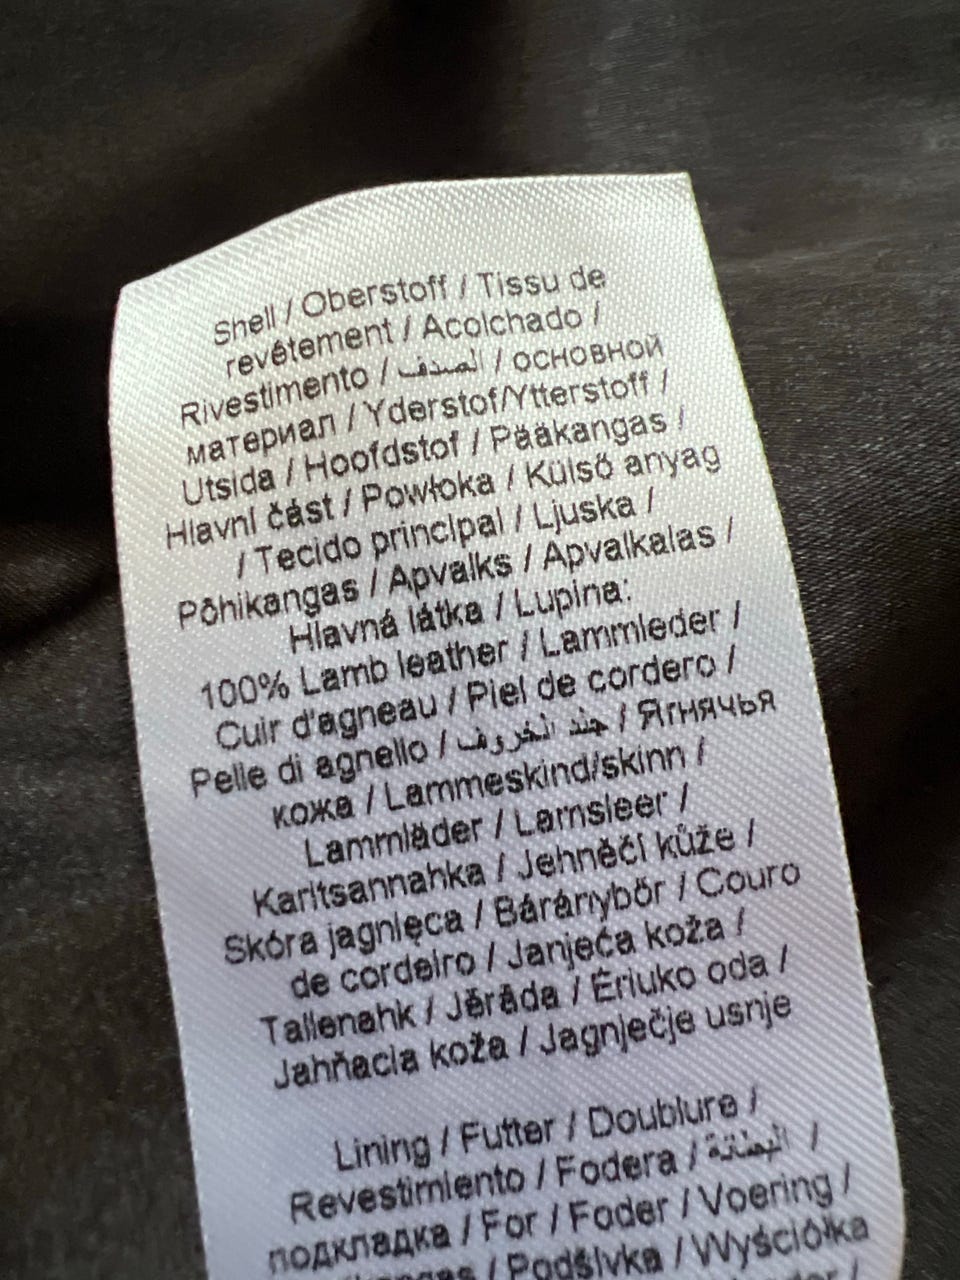 Shell / Oberstoff / Tissu de
revêtement / Acolchado /
Rivestimento / الصدف / основной
материал / Yderstof/Ytterstoff /
Utsida / Hoofdstof / Pääkangas /
Hlavní část / Powłoka / Külső anyag
/ Tecido principal / Ljuska /
Põhikangas / Apvalks / Apvalkalas /
Hlavná látka / Lupina:
100% Lamb leather / Lammleder /
Cuir d'agneau / Piel de cordero /
Pelle di agnello / جلد الخروف / Ягнячья
кожа / Lammeskind/skinn /
Lammläder / Lamsleer /
Karitsannahka / Jehněčí kůže /
Skóra jagnięca / Báránybőr / Couro
de cordeiro / Janjeća koža /
Tallenahk / Jērāda / Ėriuko oda /
Jahňacia koža / Jagnječje usnje
Lining / Futter / Doublure /
Revestimiento / Fodera / البطانة /
подкладка / For / Foder / Voering /
/ Podšívka / Wyściółka